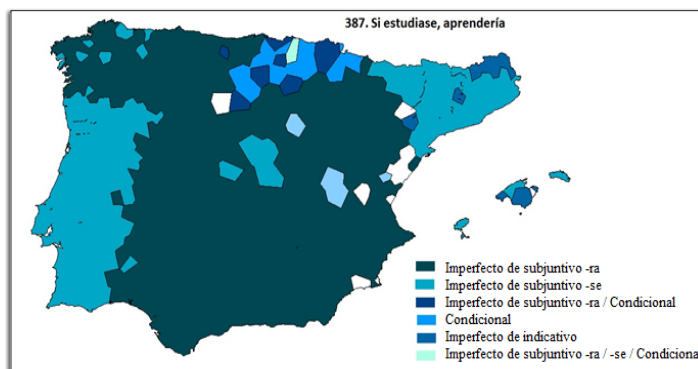 387. Si estudiase, aprendería
Imperfecto de subjuntivo -ra
Imperfecto de subjuntivo -se
Imperfecto de subjuntivo -ra / Condicional
Condicional
Imperfecto de indicativo
Imperfecto de subjuntivo -ra / -se / Condiciona